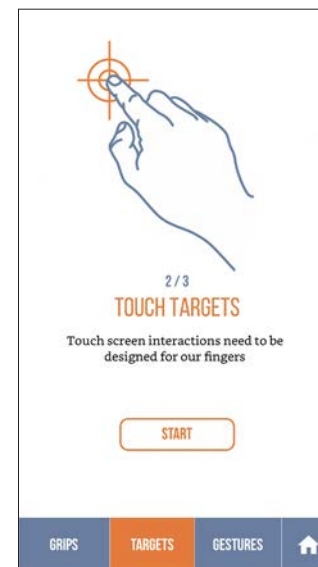 2/3
TOUCH TARGETS
Touch screen interactions need to be
designed for our fingers
START
GRIPS TARGETS GESTURES